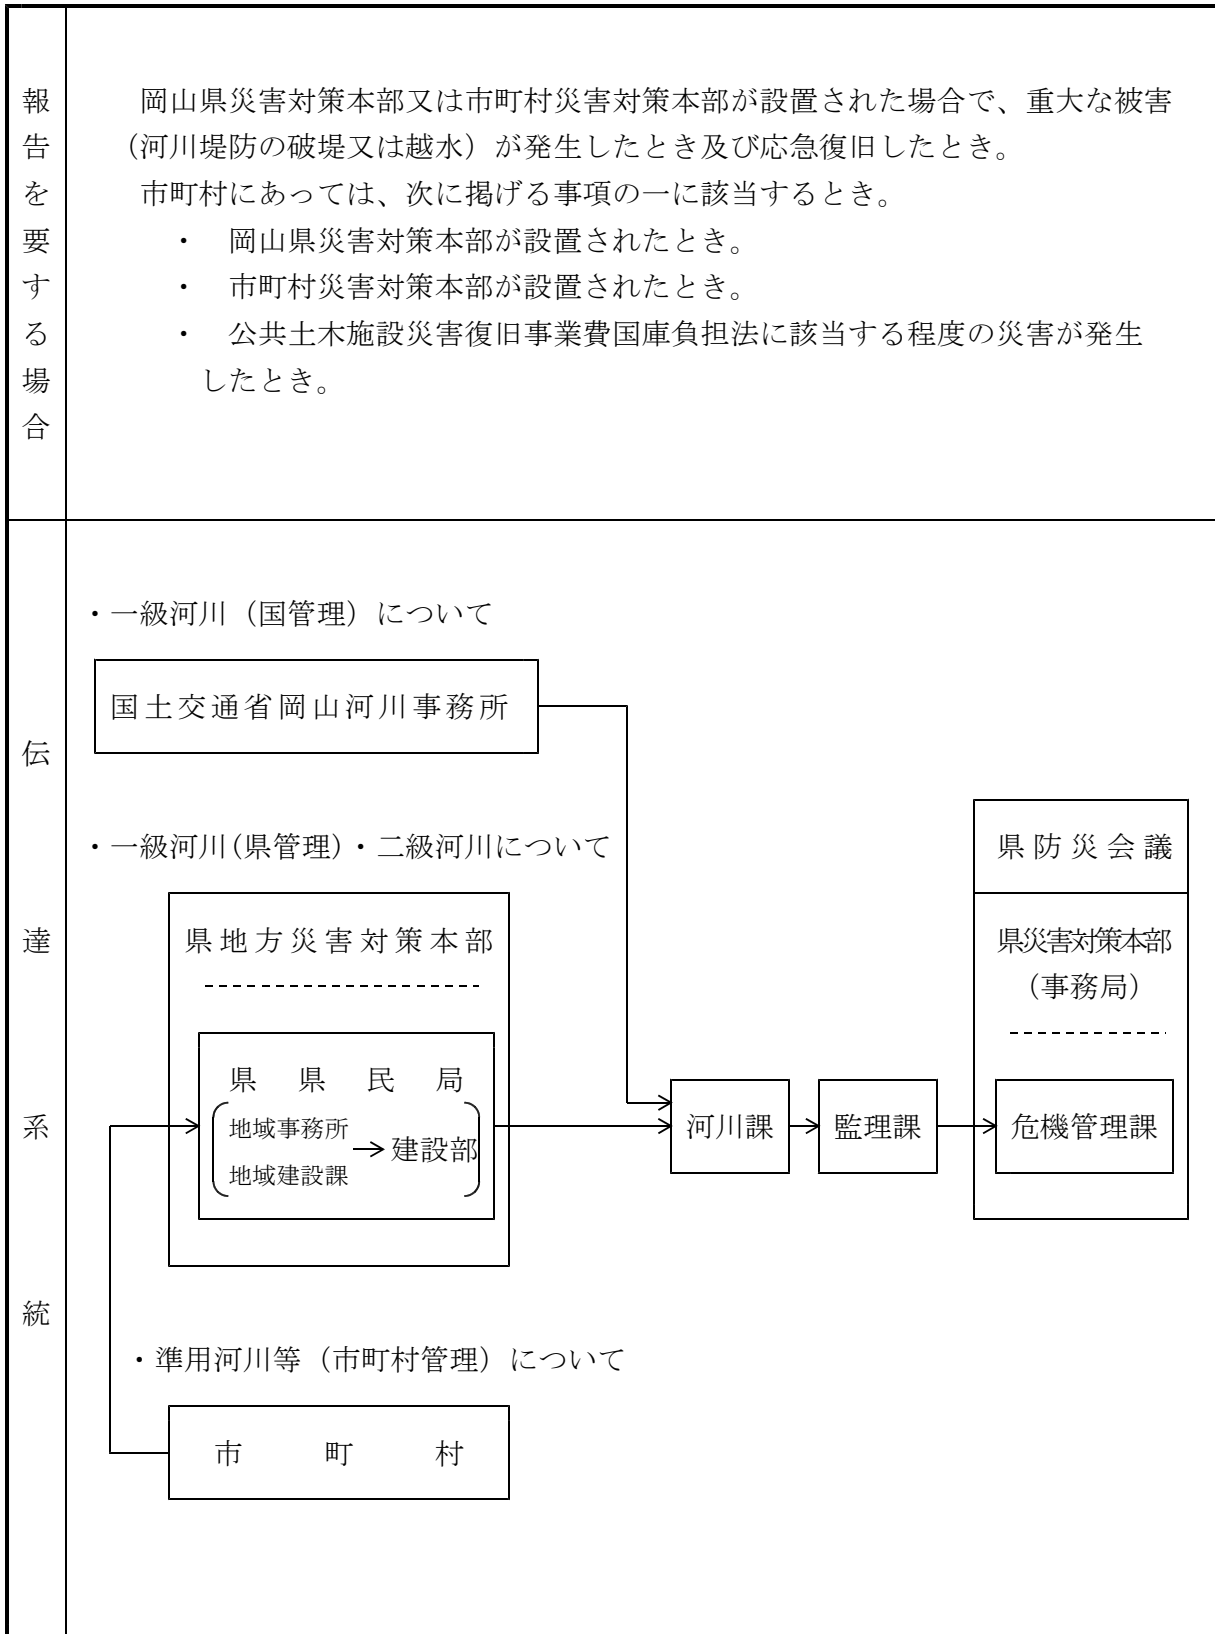 報告を要する場合
岡山県災害対策本部又は市町村災害対策本部が設置された場合で、重大な被害
（河川堤防の破堤又は越水）が発生したとき及び応急復旧したとき。
市町村にあっては、次に掲げる事項の一に該当するとき。
・　岡山県災害対策本部が設置されたとき。
・　市町村災害対策本部が設置されたとき。
・　公共土木施設災害復旧事業費国庫負担法に該当する程度の災害が発生
したとき。
伝達系統
・一級河川（国管理）について
国土交通省岡山河川事務所
・一級河川(県管理)・二級河川について
県地方災害対策本部
県県民局
地域事務所
地域建設課
建設部
河川課
監理課
県防災会議
県災害対策本部
（事務局）
危機管理課
・準用河川等（市町村管理）について
市町村